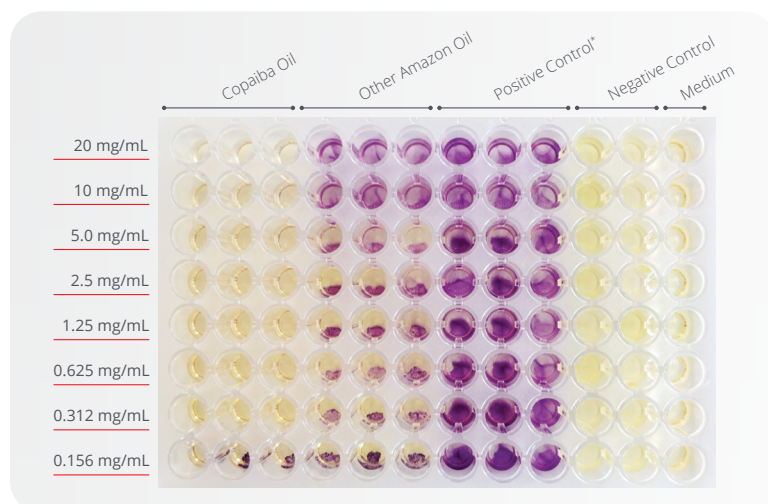 Copaiba Oil
Other Amazon Oil
Positive Control*
Negative Control
Medium
20 mg/mL
10 mg/mL
5.0 mg/mL
2.5 mg/mL
1.25 mg/mL
0.625 mg/mL
0.312 mg/mL
0.156 mg/mL